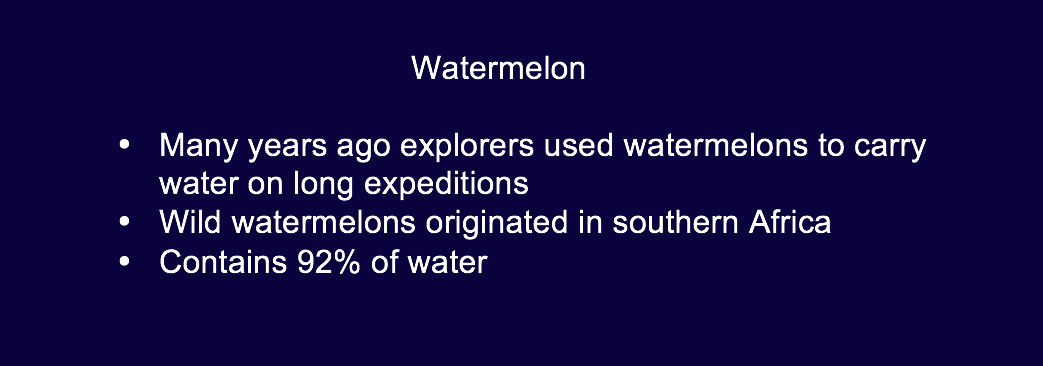 Watermelon
• Many years ago explorers used watermelons to carry
water on long expeditions
• Wild watermelons originated in southern Africa
• Contains 92% of water